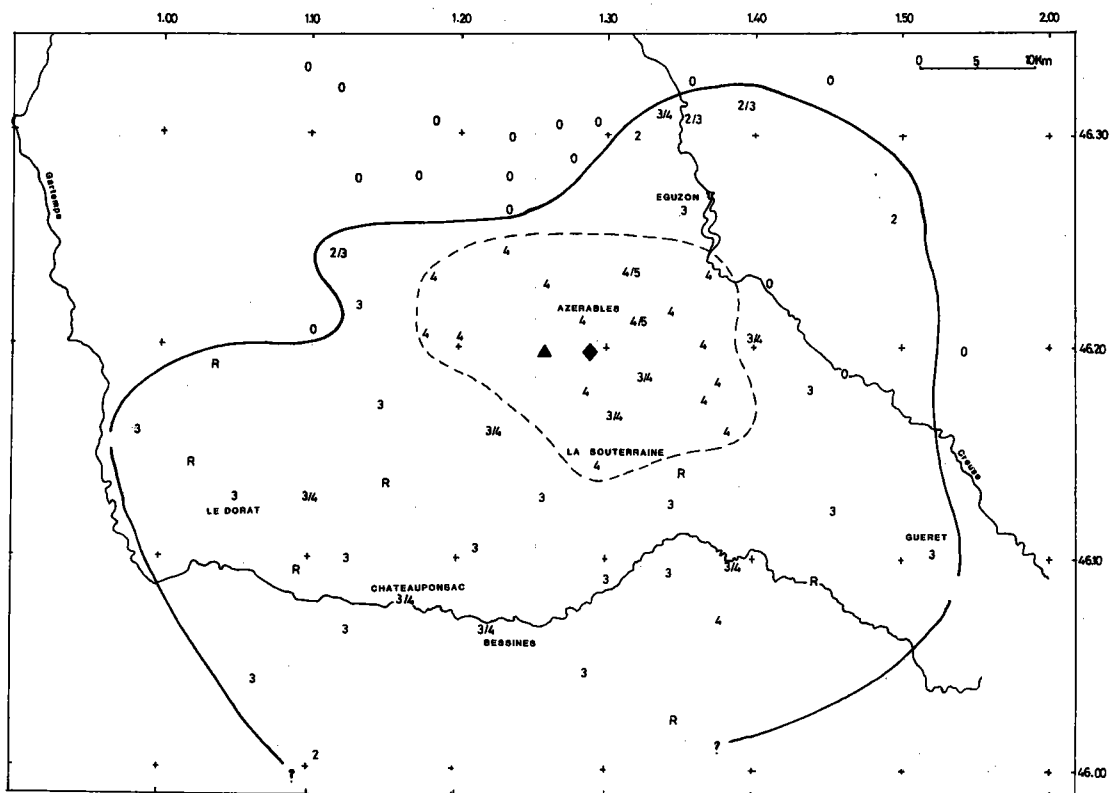 1.00 1.10 1.20 1.30 1.40 1.50 2.00
0 5 10Km
0
0 0 0
2/3
3/4 2/3
0 0 0
0 2 46.30
0
0 0 0
Gartempe
EGUZON
0 3
2
2/3 4
4 4/5 4
4 0
3 AZERABLES 4
4 4/5
0 4 4 3/4
46.20
R 4 0
3/4 4 0
4 4 3
3 3/4
3 3/4 4
LA SOUTERRAINE
R 4 R
Creuse
R
3 3/4 3 3 3
LE DORAT
GUERET
3 3 3
46.10
R 3 3 3/4 R
CHATEAUPONSAC
3/4
4
3 3/4
BESSINES
3 3
R
? 2 ?
46.00